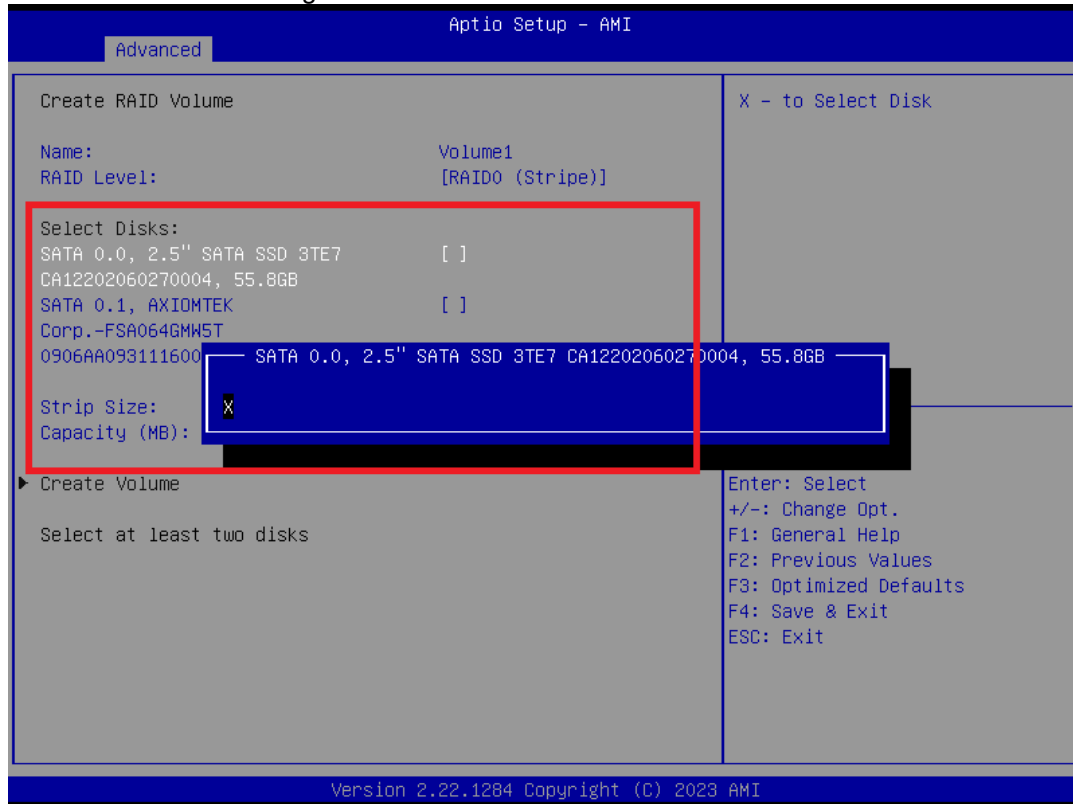 Aptio Setup – AMI
Advanced
Create RAID Volume
X – to Select Disk
Name: Volume1
RAID Level: [RAID0 (Stripe)]
Select Disks:
SATA 0.0, 2.5'' SATA SSD 3TE7 [ ]
CA12202060270004, 55.8GB
SATA 0.1, AXIOMTEK [ ]
Corp.-FSA064GMW5T
0906AA093111600
SATA 0.0, 2.5'' SATA SSD 3TE7 CA12202060270004, 55.8GB
X
Strip Size:
Capacity (MB):
Create Volume
Select at least two disks
Enter: Select
+/-: Change Opt.
F1: General Help
F2: Previous Values
F3: Optimized Defaults
F4: Save & Exit
ESC: Exit
Version 2.22.1284 Copyright (C) 2023 AMI